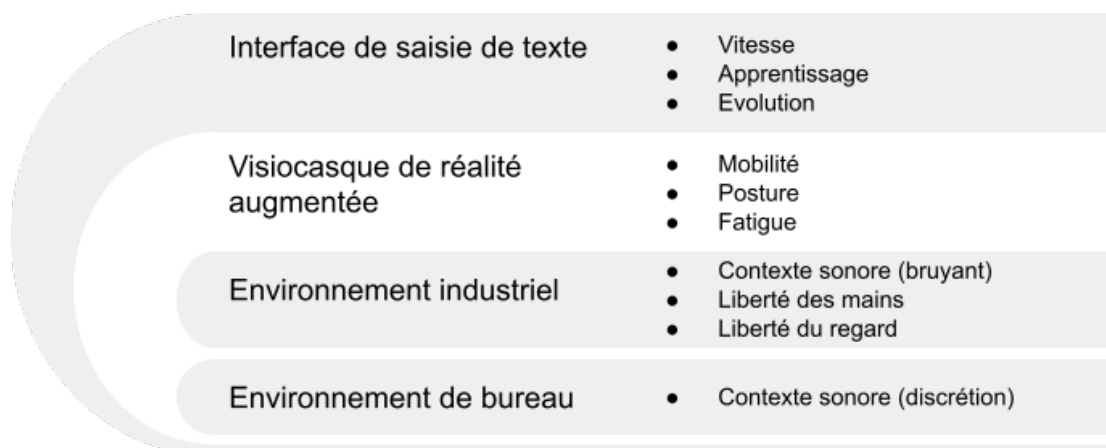 Interface de saisie de texte
● Vitesse
● Apprentissage
● Evolution
Visiocasque de réalité
augmentée
● Mobilité
● Posture
● Fatigue
Environnement industriel
● Contexte sonore (bruyant)
● Liberté des mains
● Liberté du regard
Environnement de bureau
● Contexte sonore (discrétion)